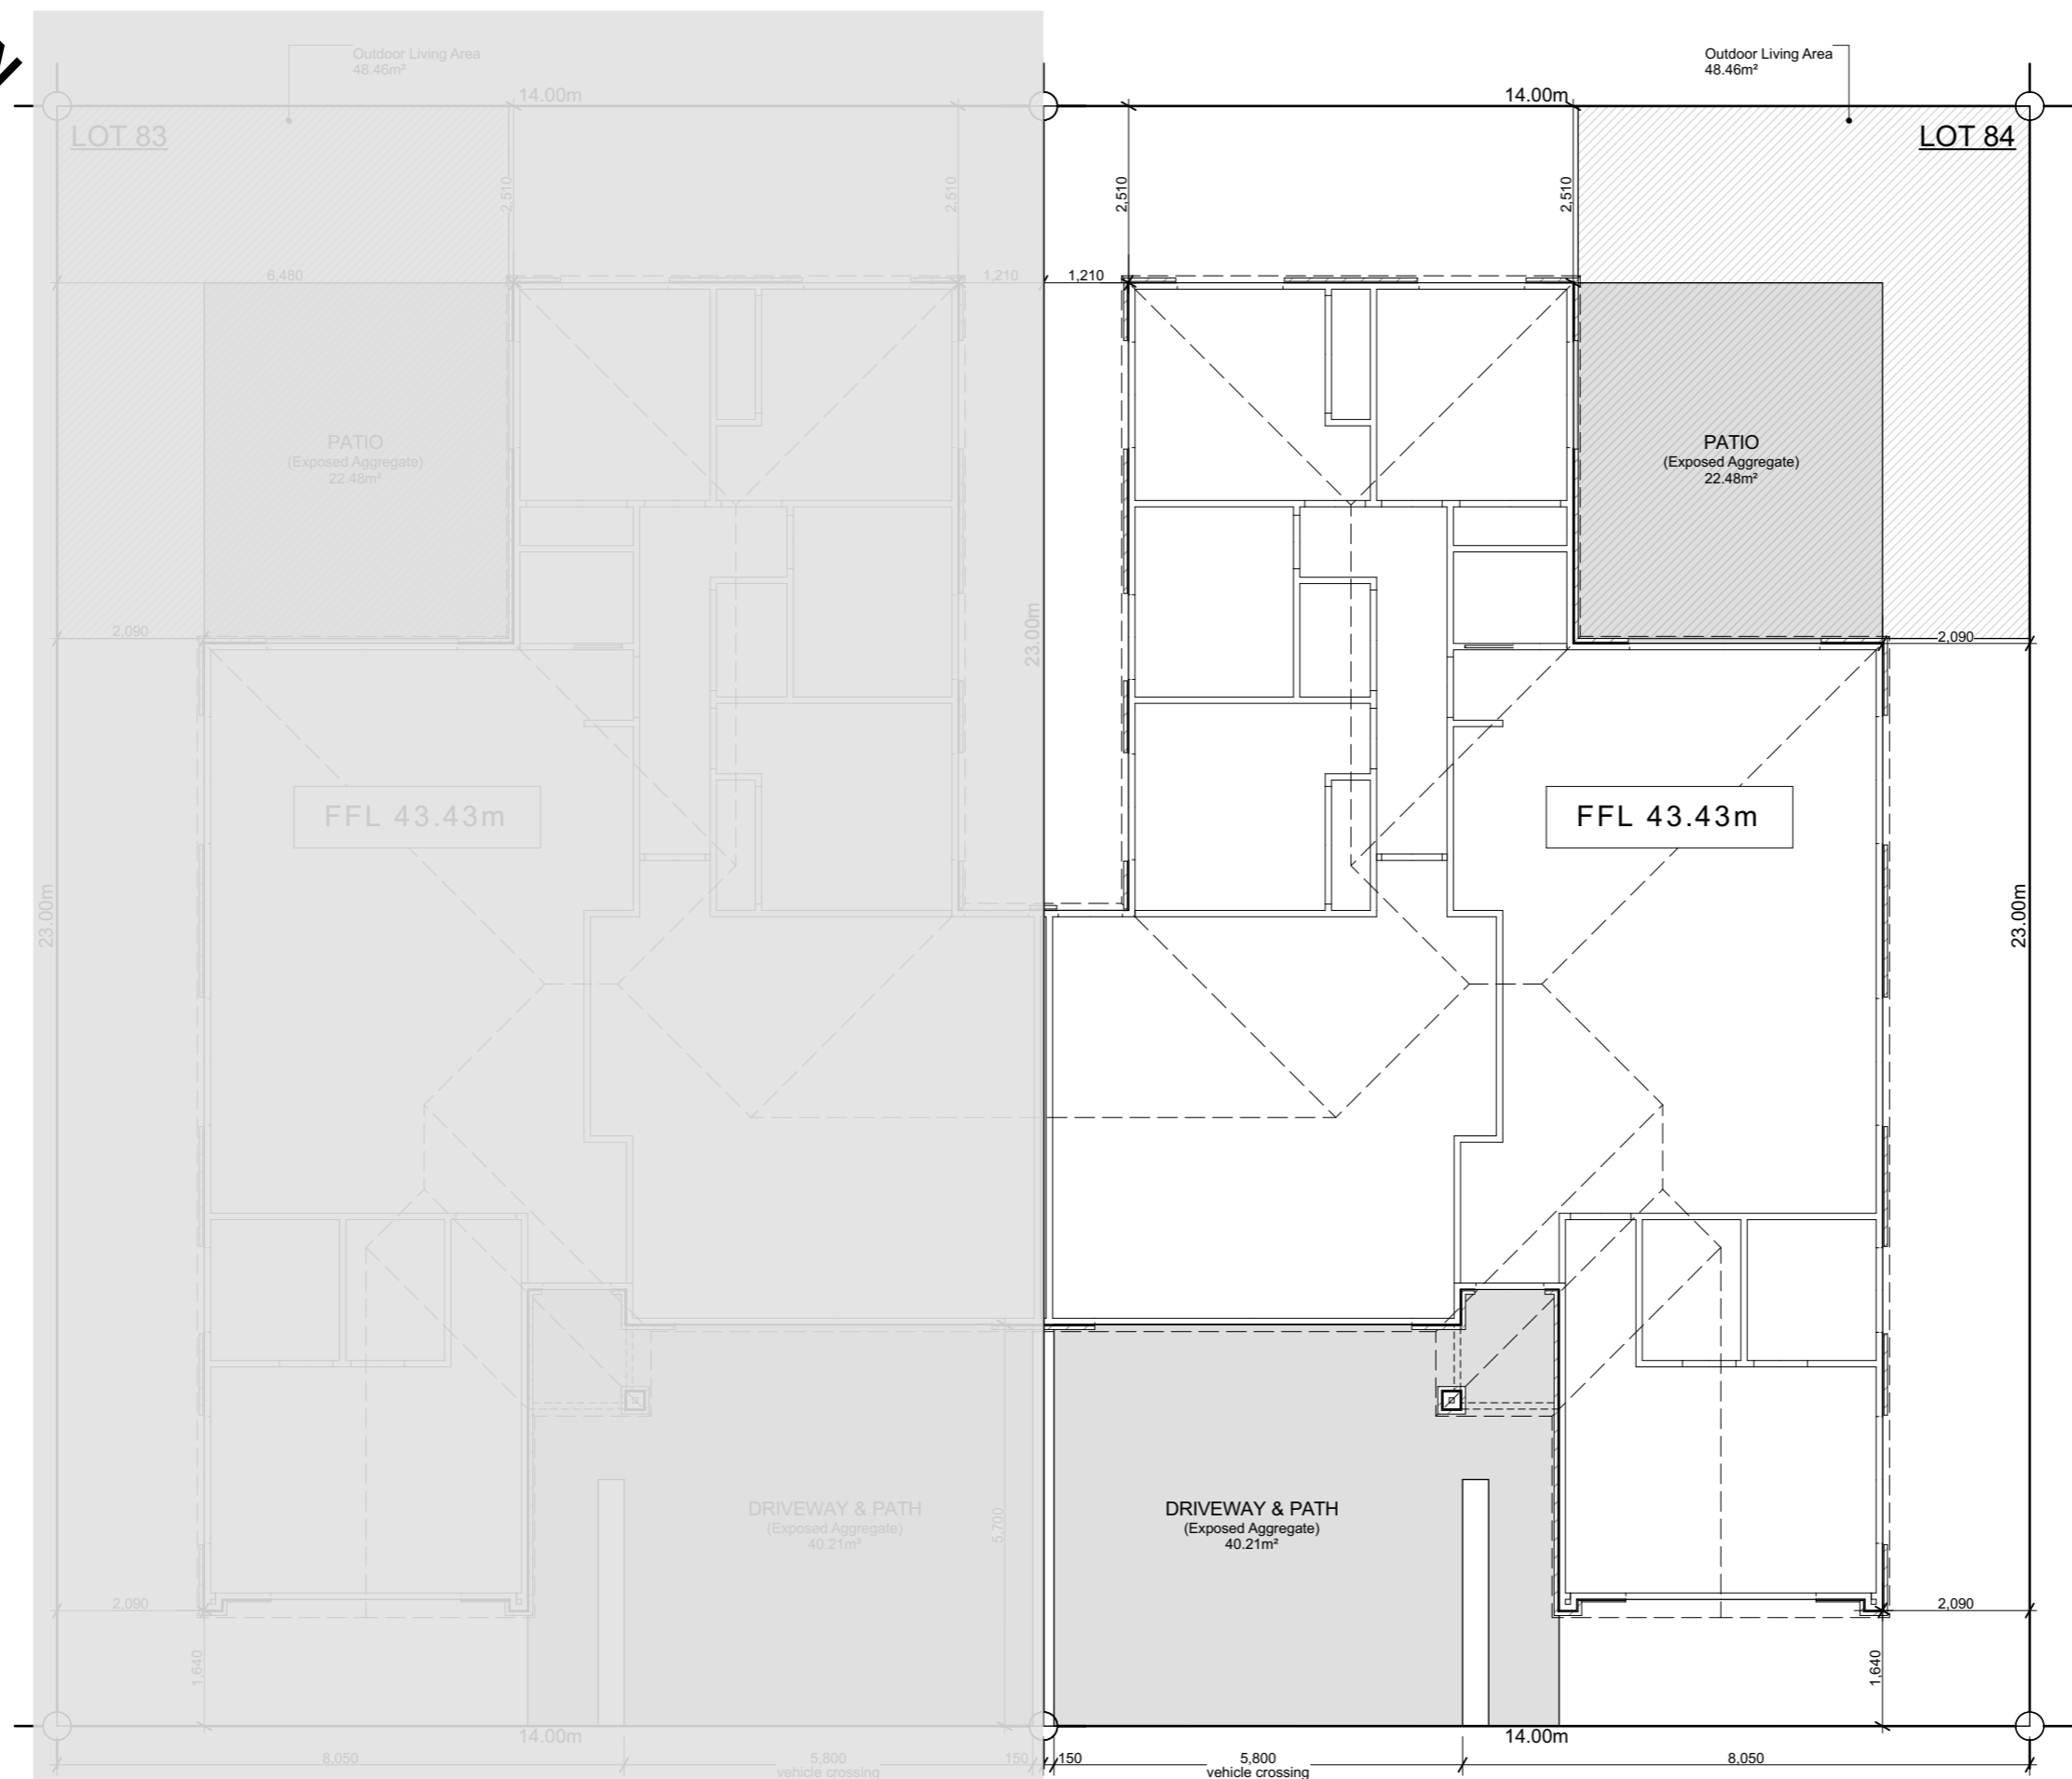 Outdoor Living Area
48.46m²
Outdoor Living Area
48.46m²
14.00m
14.00m
LOT 83
LOT 84
2,510
2,510
2,510
2,510
6,480
1,210
1,210
PATIO
(Exposed Aggregate)
22.48m²
PATIO
(Exposed Aggregate)
22.48m²
2,090
23.00m
2,090
FFL 43.43m
FFL 43.43m
23.00m
23.00m
DRIVEWAY & PATH
(Exposed Aggregate)
40.21m²
5,700
DRIVEWAY & PATH
(Exposed Aggregate)
40.21m²
2,090
2,090
1,640
1,640
14.00m
14.00m
8,050
5,800
150
150
5,800
8,050
vehicle crossing
vehicle crossing